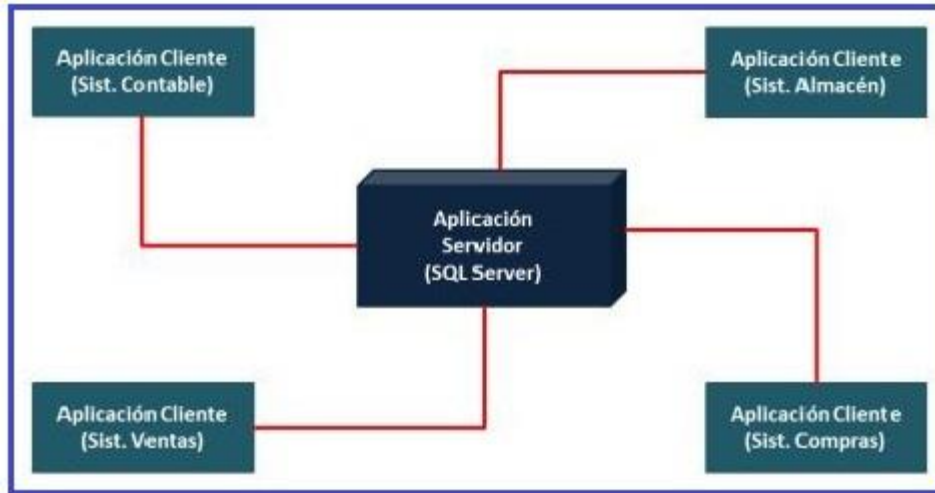 Aplicación Cliente
(Sist. Contable)
Aplicación Cliente
(Sist. Almacén)
Aplicación
Servidor
(SQL Server)
Aplicación Cliente
(Sist. Ventas)
Aplicación Cliente
(Sist. Compras)